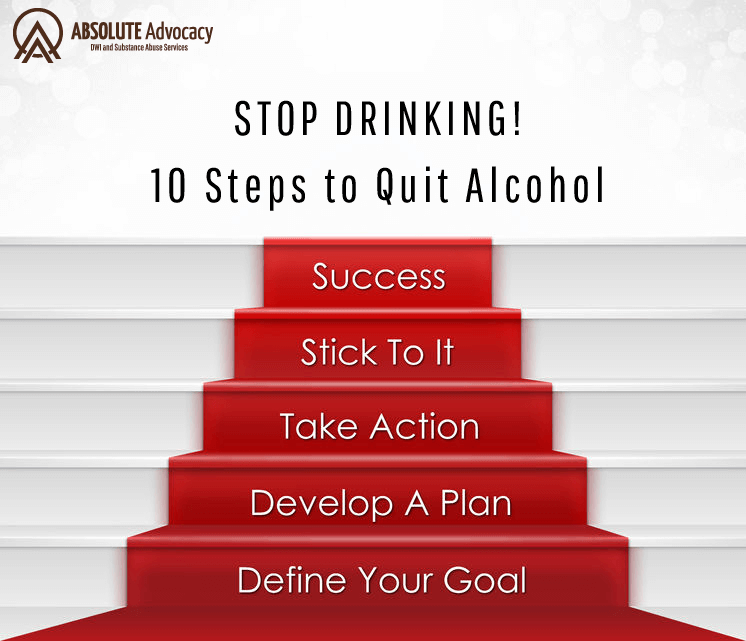 ABSOLUTE Advocacy
DWI and Substance Abuse Services
STOP DRINKING!
10 Steps to Quit Alcohol
Success
Stick To It
Take Action
Develop A Plan
Define Your Goal